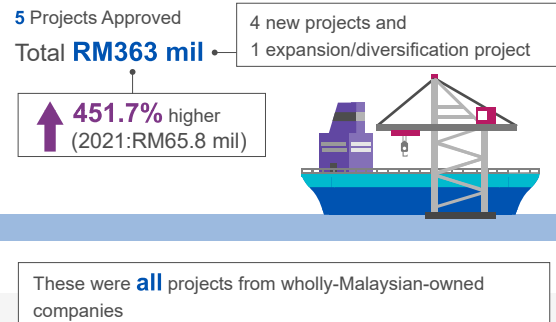 5 Projects Approved
Total RM363 mil
4 new projects and
1 expansion/diversification project
451.7% higher
(2021:RM65.8 mil)
These were all projects from wholly-Malaysian-owned
companies